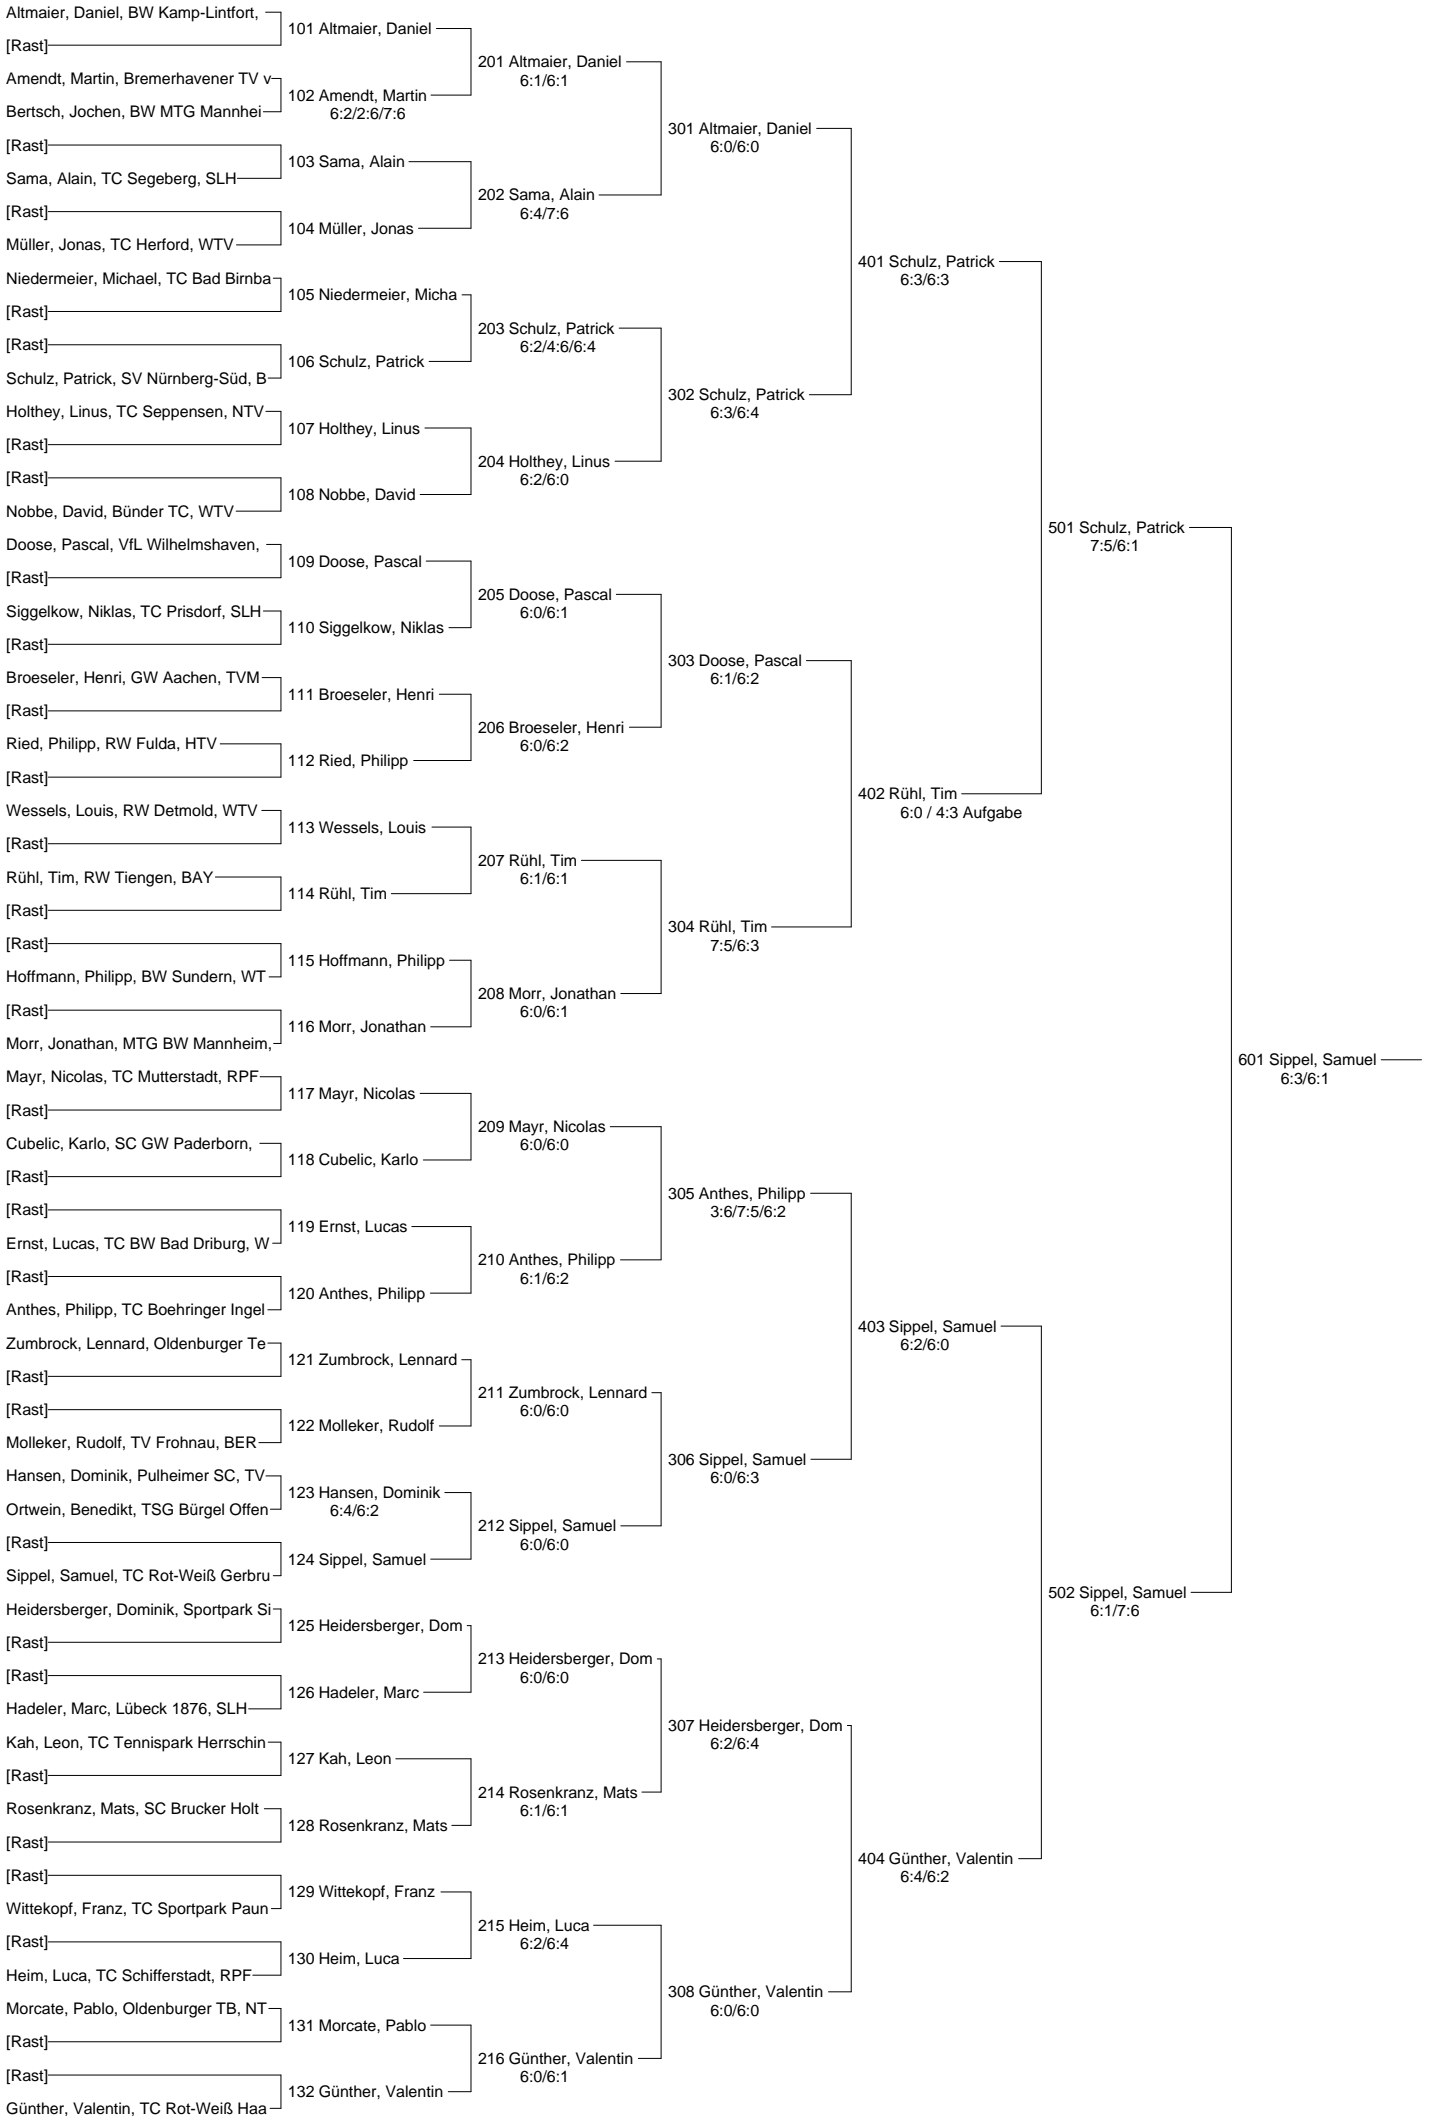 Altmaier, Daniel, BW Kamp-Lintfort,
[Rast]
Amendt, Martin, Bremerhavener TV v
Bertsch, Jochen, BW MTG Mannhei
[Rast]
Sama, Alain, TC Segeberg, SLH
[Rast]
Müller, Jonas, TC Herford, WTV
Niedermeier, Michael, TC Bad Birnba
[Rast]
[Rast]
Schulz, Patrick, SV Nürnberg-Süd, B
Holthey, Linus, TC Seppensen, NTV
[Rast]
[Rast]
Nobbe, David, Bünder TC, WTV
Doose, Pascal, VfL Wilhelmshaven,
[Rast]
Siggelkow, Niklas, TC Prisdorf, SLH
[Rast]
Broeseler, Henri, GW Aachen, TVM
[Rast]
Ried, Philipp, RW Fulda, HTV
[Rast]
Wessels, Louis, RW Detmold, WTV
[Rast]
Rühl, Tim, RW Tiengen, BAY
[Rast]
[Rast]
Hoffmann, Philipp, BW Sundern, WT
[Rast]
Morr, Jonathan, MTG BW Mannheim,
Mayr, Nicolas, TC Mutterstadt, RPF
[Rast]
Cubelic, Karlo, SC GW Paderborn,
[Rast]
[Rast]
Ernst, Lucas, TC BW Bad Driburg, W
[Rast]
Anthes, Philipp, TC Boehringer Ingel
Zumbrock, Lennard, Oldenburger Te
[Rast]
[Rast]
Molleker, Rudolf, TV Frohnau, BER
Hansen, Dominik, Pulheimer SC, TV
Ortwein, Benedikt, TSG Bürgel Offen
[Rast]
Sippel, Samuel, TC Rot-Weiß Gerbru
Heidersberger, Dominik, Sportpark Si
[Rast]
[Rast]
Hadeler, Marc, Lübeck 1876, SLH
Kah, Leon, TC Tennispark Herrschin
[Rast]
Rosenkranz, Mats, SC Brucker Holt
[Rast]
[Rast]
Wittekopf, Franz, TC Sportpark Paun
[Rast]
Heim, Luca, TC Schifferstadt, RPF
Morcate, Pablo, Oldenburger TB, NT
[Rast]
[Rast]
Günther, Valentin, TC Rot-Weiß Haa
101 Altmaier, Daniel
102 Amendt, Martin
6:2/2:6/7:6
103 Sama, Alain
104 Müller, Jonas
105 Niedermeier, Micha
106 Schulz, Patrick
107 Holthey, Linus
108 Nobbe, David
109 Doose, Pascal
110 Siggelkow, Niklas
111 Broeseler, Henri
112 Ried, Philipp
113 Wessels, Louis
114 Rühl, Tim
115 Hoffmann, Philipp
116 Morr, Jonathan
117 Mayr, Nicolas
118 Cubelic, Karlo
119 Ernst, Lucas
120 Anthes, Philipp
121 Zumbrock, Lennard
122 Molleker, Rudolf
123 Hansen, Dominik
6:4/6:2
124 Sippel, Samuel
125 Heidersberger, Dom
126 Hadeler, Marc
127 Kah, Leon
128 Rosenkranz, Mats
129 Wittekopf, Franz
130 Heim, Luca
131 Morcate, Pablo
132 Günther, Valentin
201 Altmaier, Daniel
6:1/6:1
202 Sama, Alain
6:4/7:6
203 Schulz, Patrick
6:2/4:6/6:4
204 Holthey, Linus
6:2/6:0
205 Doose, Pascal
6:0/6:1
206 Broeseler, Henri
6:0/6:2
207 Rühl, Tim
6:1/6:1
208 Morr, Jonathan
6:0/6:1
209 Mayr, Nicolas
6:0/6:0
210 Anthes, Philipp
6:1/6:2
211 Zumbrock, Lennard
6:0/6:0
212 Sippel, Samuel
6:0/6:0
213 Heidersberger, Dom
6:0/6:0
214 Rosenkranz, Mats
6:1/6:1
215 Heim, Luca
6:2/6:4
216 Günther, Valentin
6:0/6:1
301 Altmaier, Daniel
6:0/6:0
302 Schulz, Patrick
6:3/6:4
303 Doose, Pascal
6:1/6:2
304 Rühl, Tim
7:5/6:3
305 Anthes, Philipp
3:6/7:5/6:2
306 Sippel, Samuel
6:0/6:3
307 Heidersberger, Dom
6:2/6:4
308 Günther, Valentin
6:0/6:0
401 Schulz, Patrick
6:3/6:3
402 Rühl, Tim
6:0 / 4:3 Aufgabe
403 Sippel, Samuel
6:2/6:0
404 Günther, Valentin
6:4/6:2
501 Schulz, Patrick
7:5/6:1
502 Sippel, Samuel
6:1/7:6
601 Sippel, Samuel
6:3/6:1